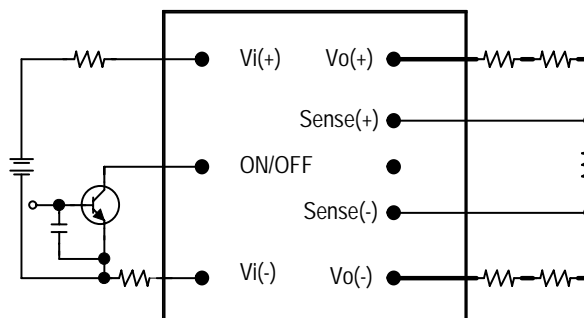 Vi(+) Vo(+)
Sense(+)
ON/OFF
Sense(-)
Vi(-) Vo(-)